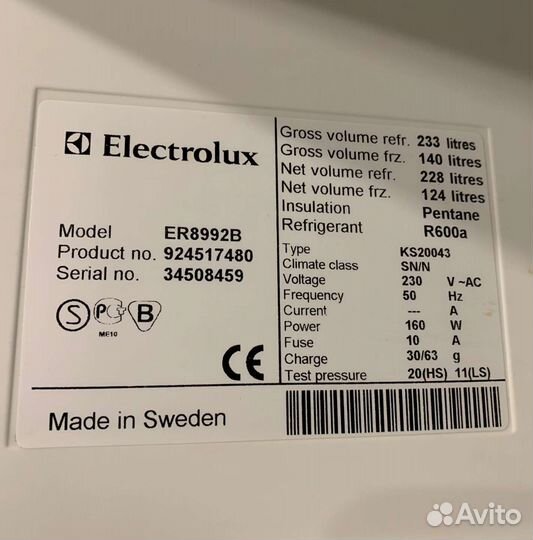 Electrolux
Model ER8992B
Product no. 924517480
Serial no. 34508459
S PG B
ME10
CE
Made in Sweden
Gross volume refr. 233 litres
Gross volume frz. 140 litres
Net volume refr. 228 litres
Net volume frz. 124 litres
Insulation Pentane
Refrigerant R600a
Type KS20043
Climate class SN/N
Voltage 230 V ~AC
Frequency 50 Hz
Current --- A
Power 160 W
Fuse 10 A
Charge 30/63 g
Test pressure 20(HS) 11(LS)
Avito